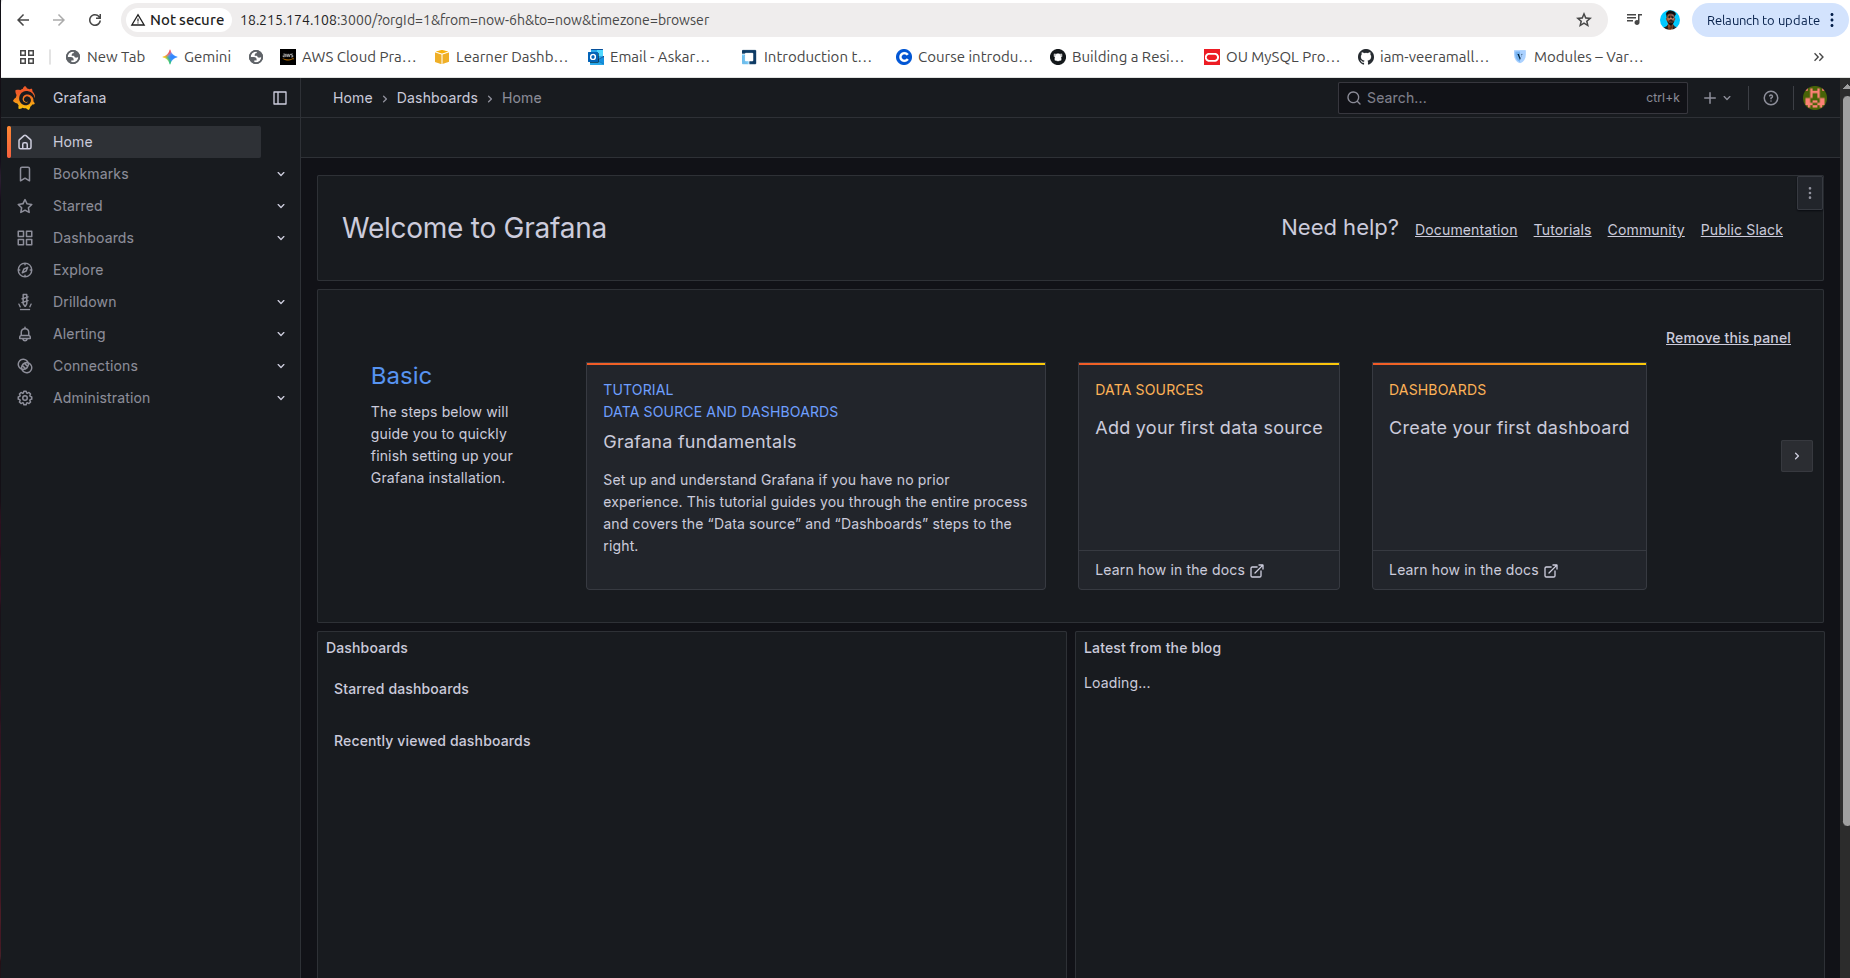 Not secure 18.215.174.108:3000/?orgId=1&from=now-6h&to=now&timezone=browser Relaunch to update
New Tab Gemini AWS Cloud Pra... Learner Dashb... Email - Askar... Introduction t... Course introdu... Building a Resi... OU MySQL Pro... iam-veeramall... Modules – Var... »
Grafana
Home › Dashboards › Home
Search... ctrl+k
Home
Bookmarks
Starred
Dashboards
Explore
Drilldown
Alerting
Connections
Administration
Welcome to Grafana
Need help? Documentation Tutorials Community Public Slack
Remove this panel
Basic
The steps below will
guide you to quickly
finish setting up your
Grafana installation.
TUTORIAL
DATA SOURCE AND DASHBOARDS
Grafana fundamentals
Set up and understand Grafana if you have no prior
experience. This tutorial guides you through the entire process
and covers the “Data source” and “Dashboards” steps to the
right.
DATA SOURCES
Add your first data source
Learn how in the docs
DASHBOARDS
Create your first dashboard
Learn how in the docs
Dashboards
Starred dashboards
Recently viewed dashboards
Latest from the blog
Loading...